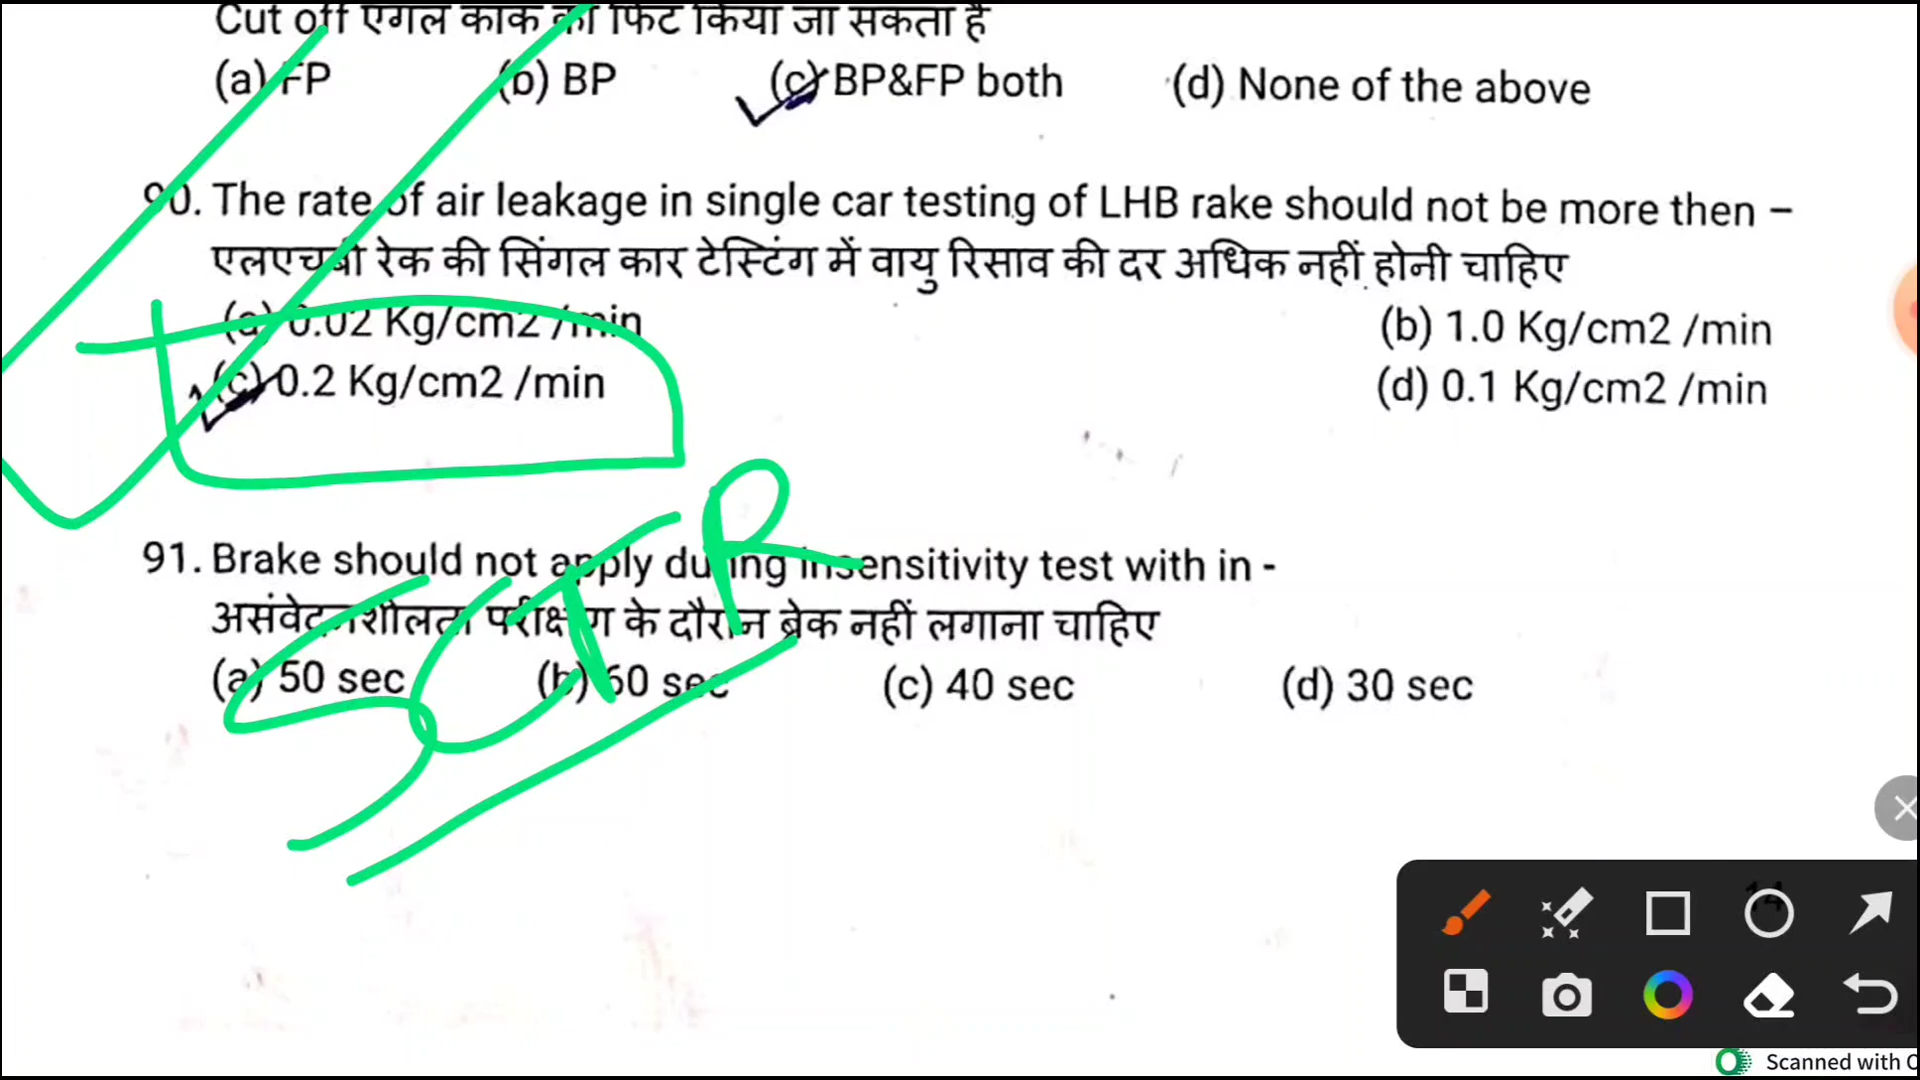 Cut off एंगल कॉक को फिट किया जा सकता है
(a) FP (b) BP (c) BP&FP both (d) None of the above
90. The rate of air leakage in single car testing of LHB rake should not be more then –
एलएचबी रेक की सिंगल कार टेस्टिंग में वायु रिसाव की दर अधिक नहीं होनी चाहिए
(a) 0.02 Kg/cm2 /min (b) 1.0 Kg/cm2 /min
(c) 0.2 Kg/cm2 /min (d) 0.1 Kg/cm2 /min
91. Brake should not apply during insensitivity test with in -
असंवेदनशीलता परीक्षण के दौरान ब्रेक नहीं लगाना चाहिए
(a) 50 sec (b) 60 sec (c) 40 sec (d) 30 sec
SCTR
14
Scanned with O